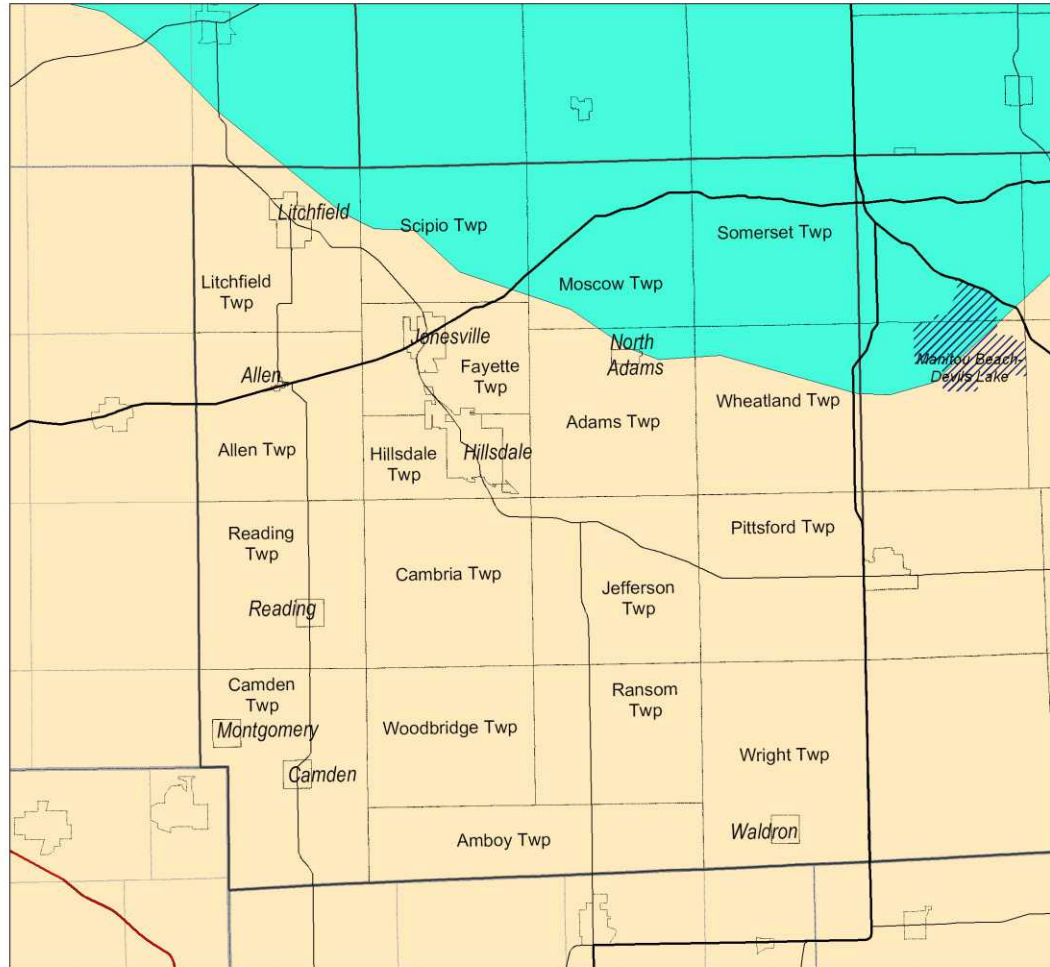 Litchfield
Scipio Twp
Somerset Twp
Litchfield
Twp
Moscow Twp
Jonesville
North
Adams
Manitou Beach-
Devils Lake
Allen
Fayette
Twp
Wheatland Twp
Adams Twp
Allen Twp
Hillsdale
Twp
Hillsdale
Reading
Twp
Pittsford Twp
Cambria Twp
Jefferson
Twp
Reading
Camden
Twp
Ransom
Twp
Montgomery
Woodbridge Twp
Wright Twp
Camden
Waldron
Amboy Twp